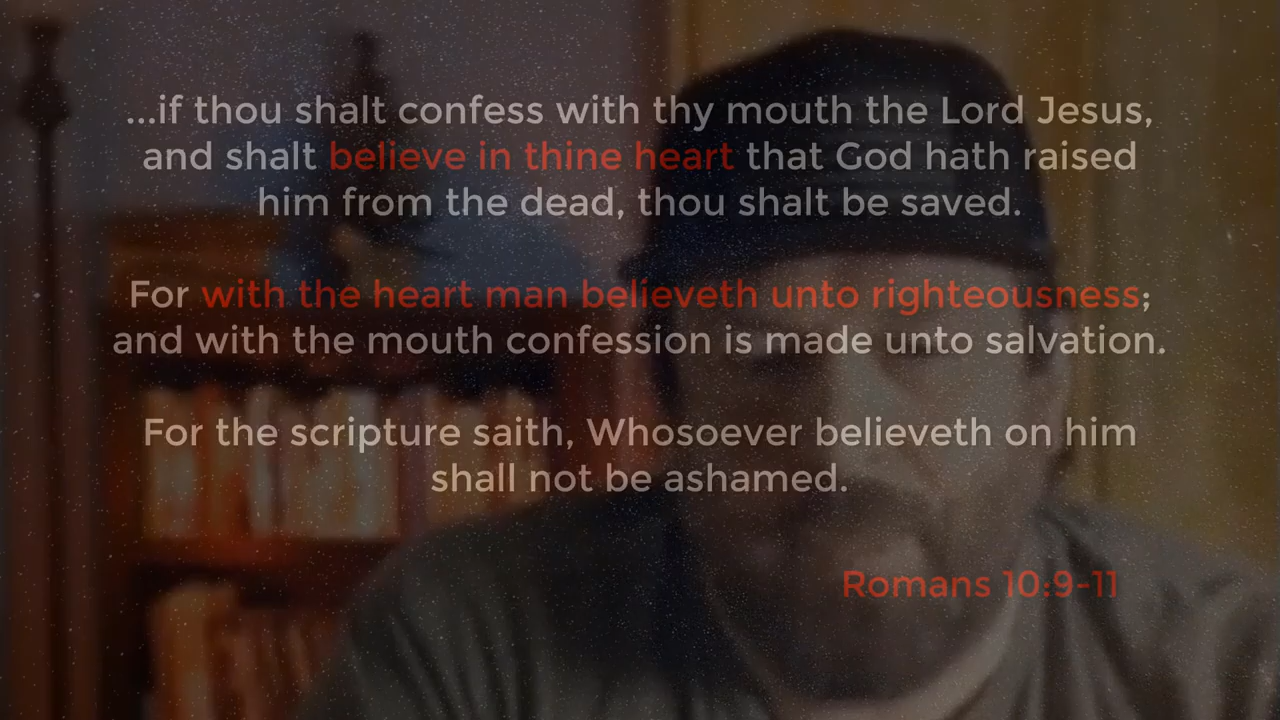 ...if thou shalt confess with thy mouth the Lord Jesus,
and shalt believe in thine heart that God hath raised
him from the dead, thou shalt be saved.
For with the heart man believeth unto righteousness;
and with the mouth confession is made unto salvation.
For the scripture saith, Whosoever believeth on him
shall not be ashamed.
Romans 10:9-11